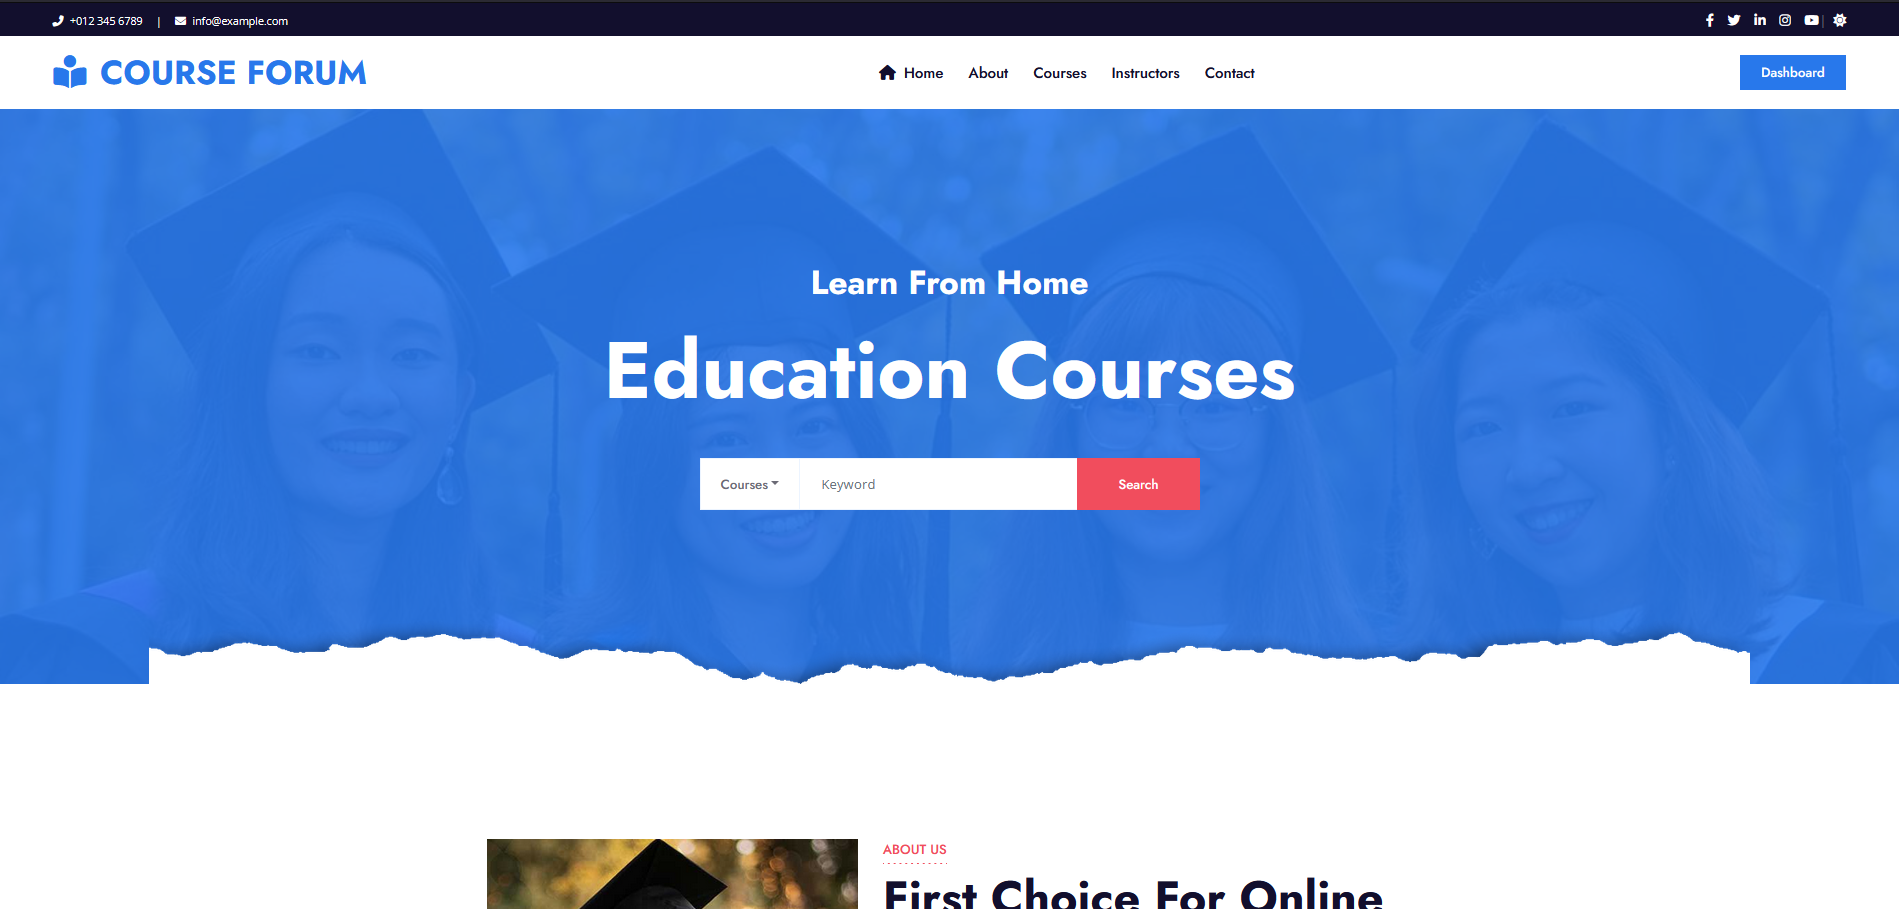 +012 345 6789 | info@example.com
COURSE FORUM
Home About Courses Instructors Contact
Dashboard
Learn From Home
Education Courses
Courses Keyword Search
ABOUT US
First Choice For Online